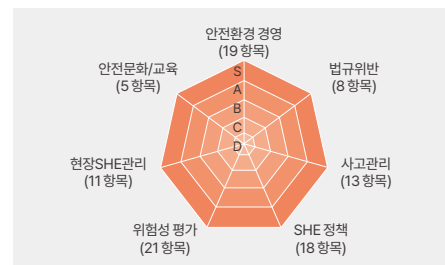 안전환경 경영
(19 항목)
안전문화/교육
(5 항목)
법규위반
(8 항목)
S
A
B
C
D
현장SHE관리
(11 항목)
사고관리
(13 항목)
위험성 평가
(21 항목)
SHE 정책
(18 항목)